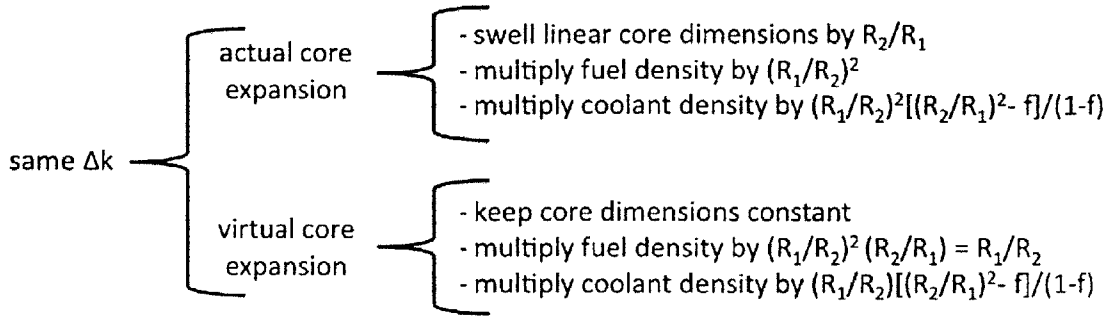 same Δk
actual core
expansion
- swell linear core dimensions by R₂/R₁
- multiply fuel density by (R₁/R₂)²
- multiply coolant density by (R₁/R₂)²[(R₂/R₁)²- f]/(1-f)
virtual core
expansion
- keep core dimensions constant
- multiply fuel density by (R₁/R₂)² (R₂/R₁) = R₁/R₂
- multiply coolant density by (R₁/R₂)[(R₂/R₁)²- f]/(1-f)